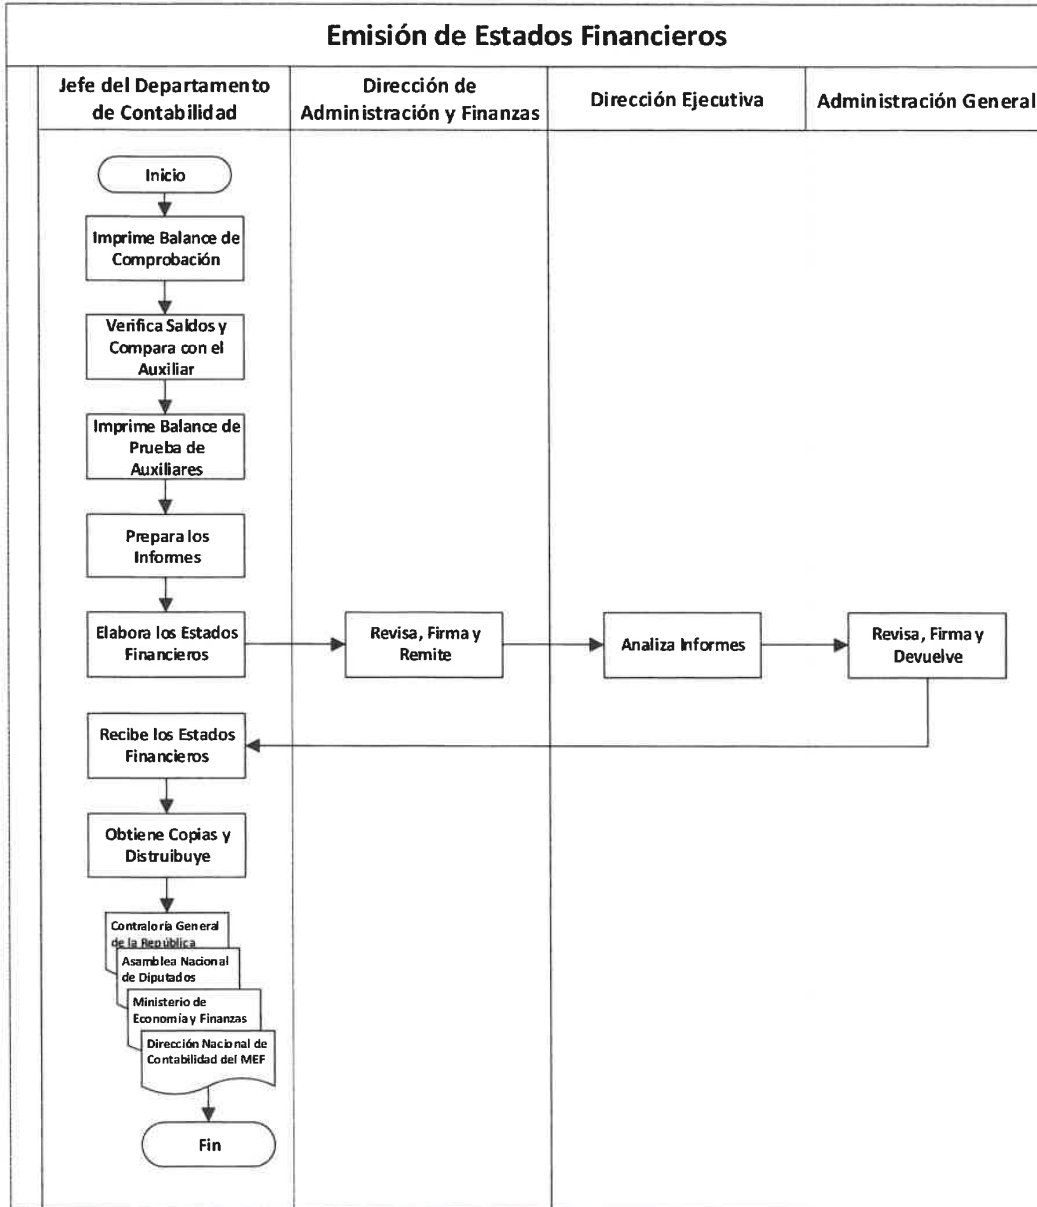 Emisión de Estados Financieros
Jefe del Departamento
de Contabilidad
Dirección de
Administración y Finanzas
Dirección Ejecutiva
Administración General
Inicio
Imprime Balance de
Comprobación
Verifica Saldos y
Compara con el
Auxiliar
Imprime Balance de
Prueba de
Auxiliares
Prepara los
Informes
Elabora los Estados
Financieros
Revisa, Firma y
Remite
Analiza Informes
Revisa, Firma y
Devuelve
Recibe los Estados
Financieros
Obtiene Copias y
Distruibuye
Contraloría General
de la República
Asamblea Nacional
de Diputados
Ministerio de
Economía y Finanzas
Dirección Nacional de
Contabilidad del MEF
Fin